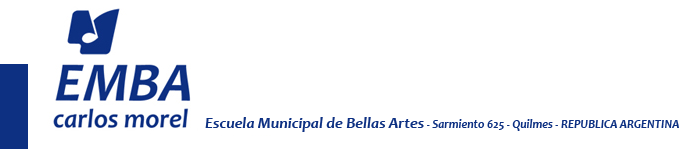 EMBA
carlos morel
Escuela Municipal de Bellas Artes - Sarmiento 625 - Quilmes - REPUBLICA ARGENTINA